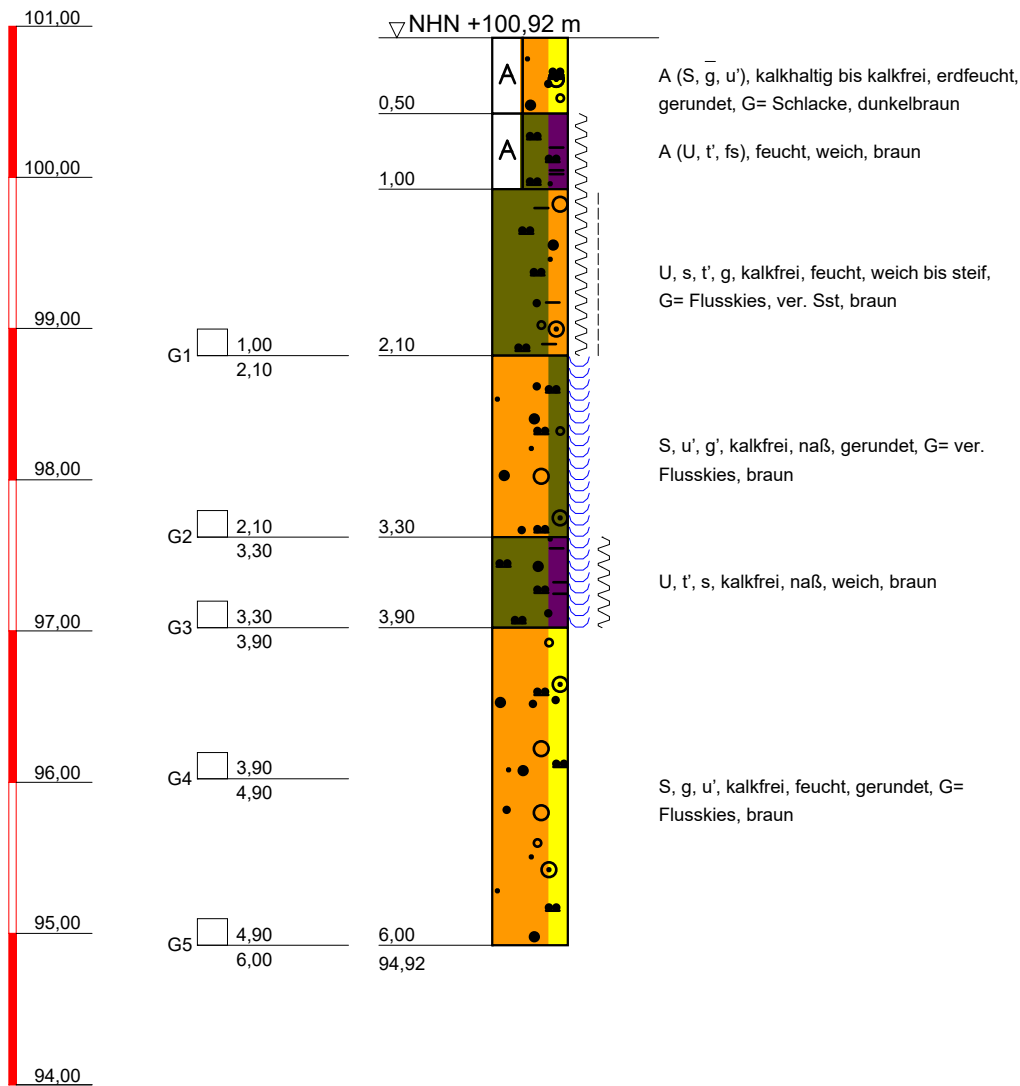 101,00
100,00
99,00
98,00
97,00
96,00
95,00
94,00
G1
1,00
2,10
G2
2,10
3,30
G3
3,30
3,90
G4
3,90
4,90
G5
4,90
6,00
▽ NHN +100,92 m
0,50
1,00
2,10
3,30
3,90
6,00
94,92
A
A
A (S, g̅, u’), kalkhaltig bis kalkfrei, erdfeucht,
gerundet, G= Schlacke, dunkelbraun
A (U, t’, fs), feucht, weich, braun
U, s, t’, g, kalkfrei, feucht, weich bis steif,
G= Flusskies, ver. Sst, braun
S, u’, g’, kalkfrei, naß, gerundet, G= ver.
Flusskies, braun
U, t’, s, kalkfrei, naß, weich, braun
S, g, u’, kalkfrei, feucht, gerundet, G=
Flusskies, braun